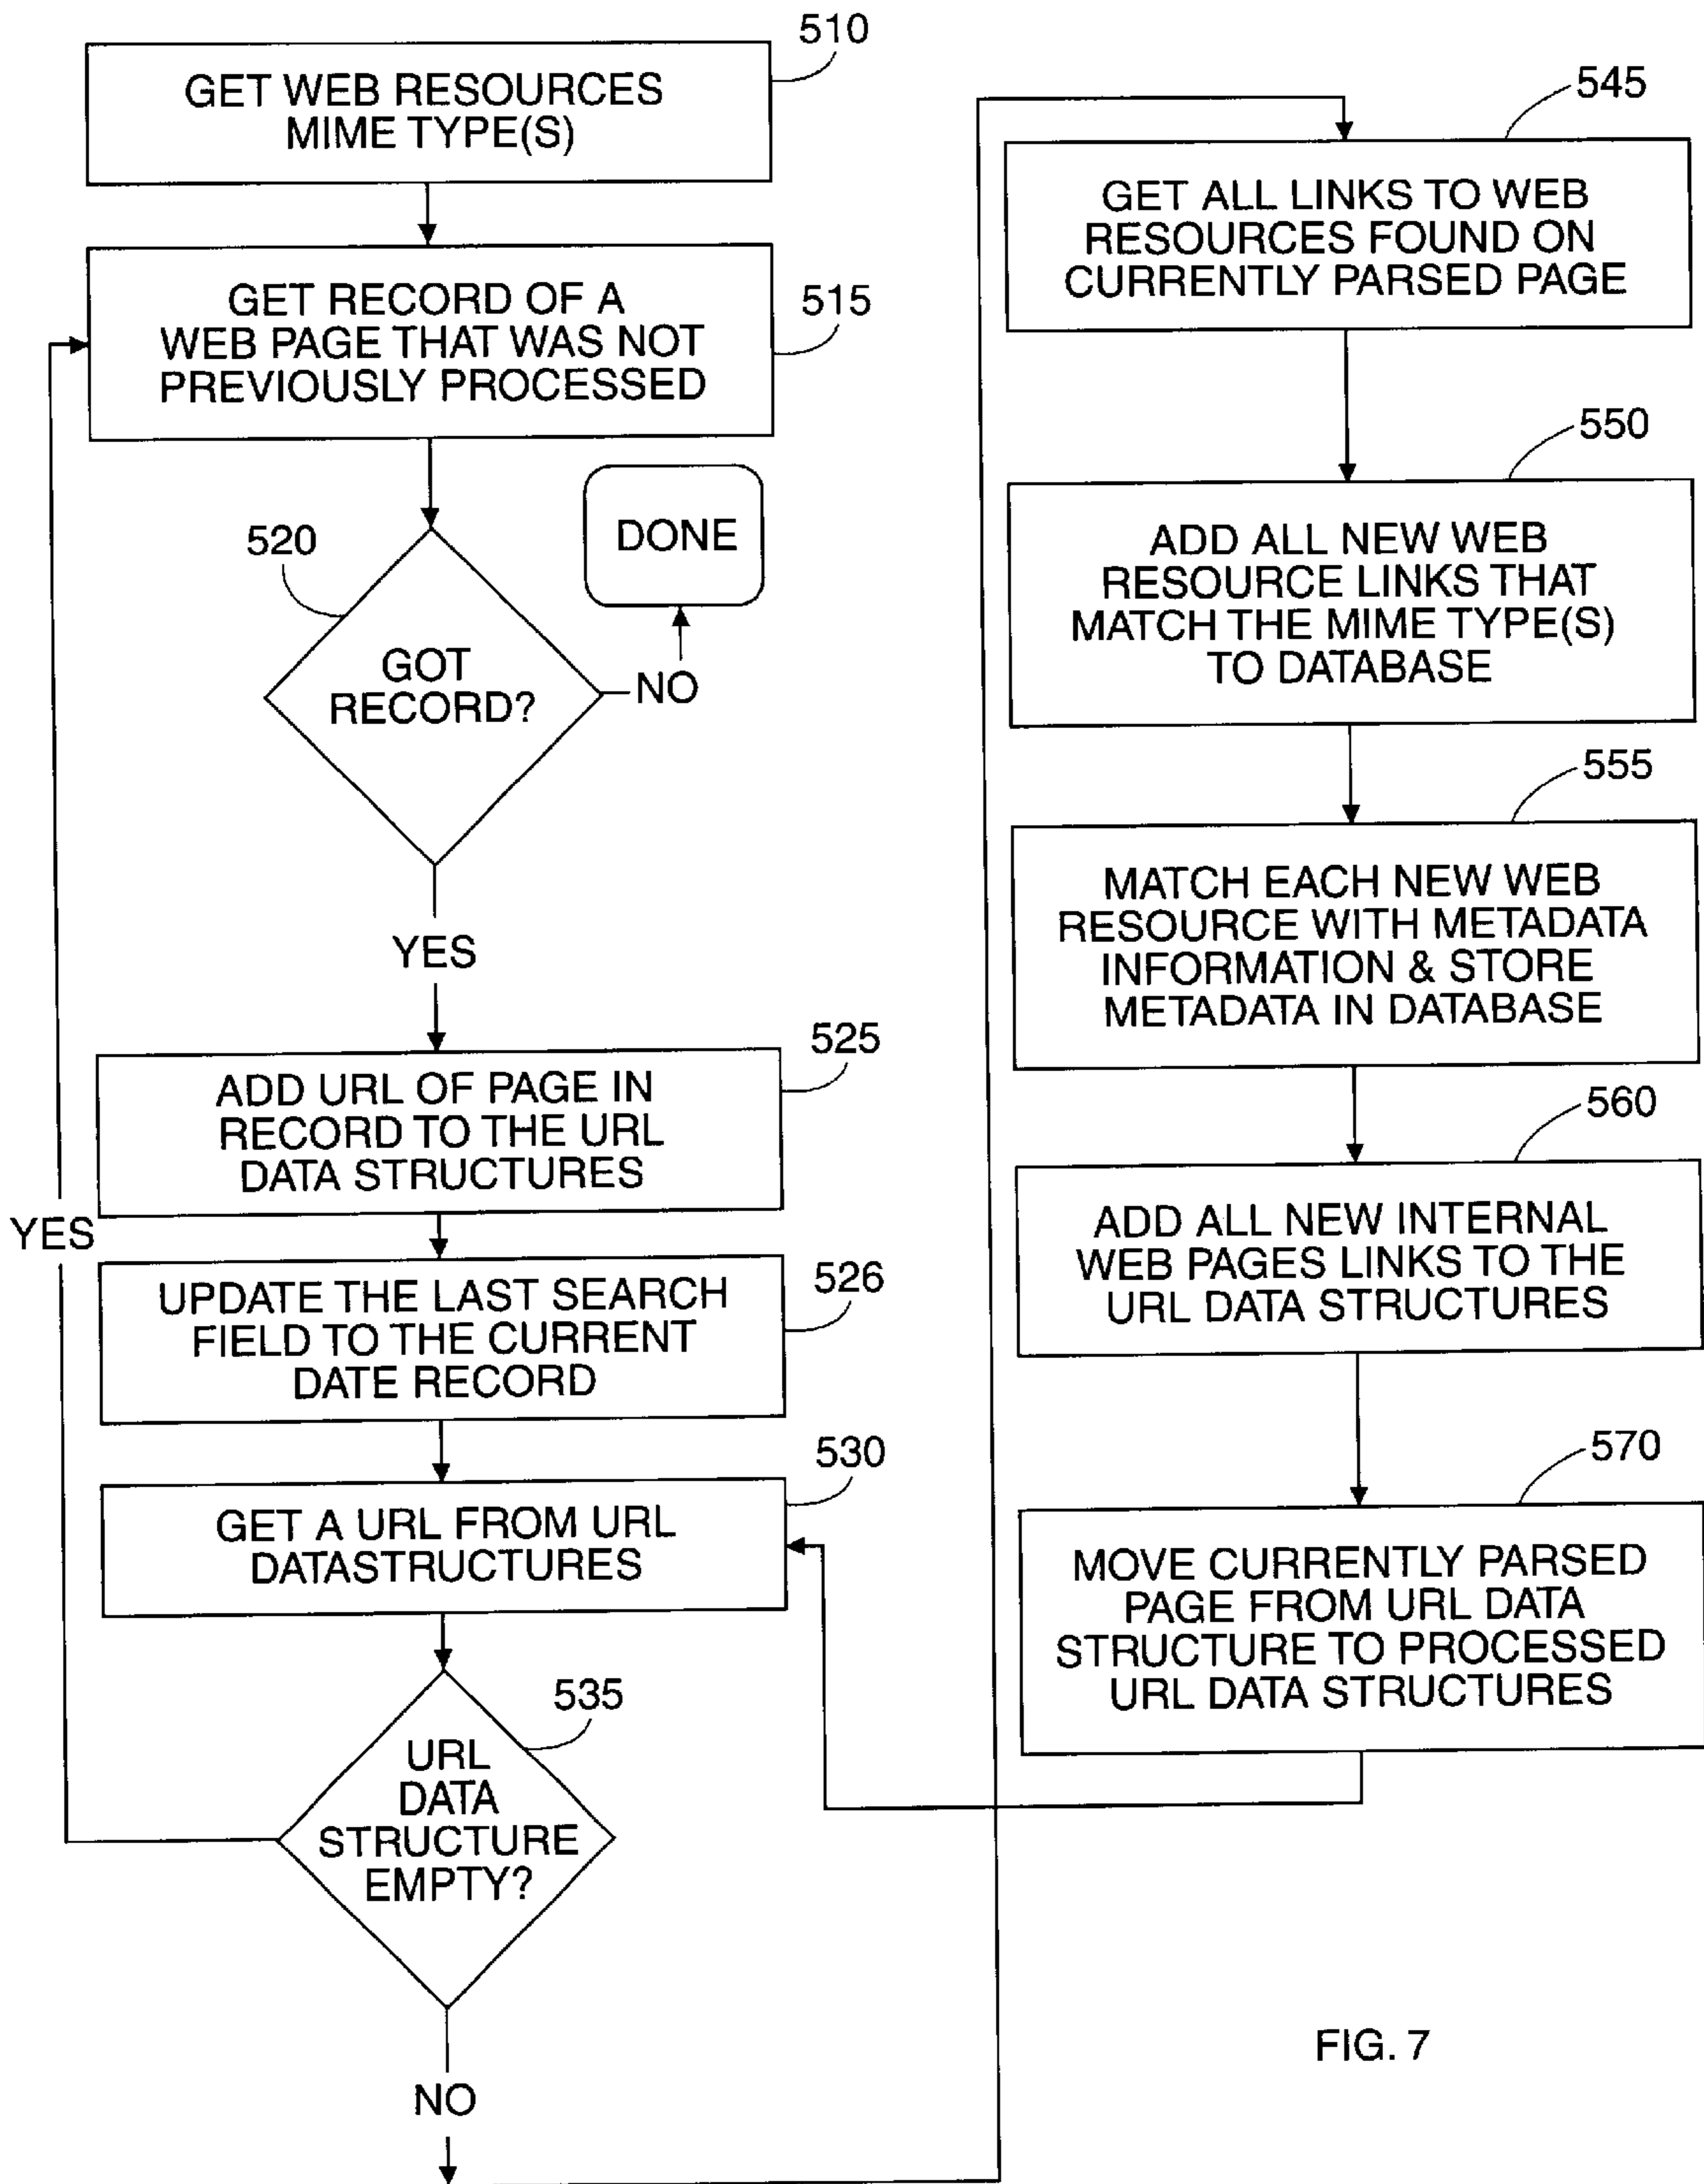 510
GET WEB RESOURCES
MIME TYPE(S)
515
GET RECORD OF A
WEB PAGE THAT WAS NOT
PREVIOUSLY PROCESSED
520
GOT
RECORD?
NO
DONE
YES
525
ADD URL OF PAGE IN
RECORD TO THE URL
DATA STRUCTURES
526
UPDATE THE LAST SEARCH
FIELD TO THE CURRENT
DATE RECORD
530
GET A URL FROM URL
DATASTRUCTURES
535
URL
DATA
STRUCTURE
EMPTY?
YES
NO
545
GET ALL LINKS TO WEB
RESOURCES FOUND ON
CURRENTLY PARSED PAGE
550
ADD ALL NEW WEB
RESOURCE LINKS THAT
MATCH THE MIME TYPE(S)
TO DATABASE
555
MATCH EACH NEW WEB
RESOURCE WITH METADATA
INFORMATION & STORE
METADATA IN DATABASE
560
ADD ALL NEW INTERNAL
WEB PAGES LINKS TO THE
URL DATA STRUCTURES
570
MOVE CURRENTLY PARSED
PAGE FROM URL DATA
STRUCTURE TO PROCESSED
URL DATA STRUCTURES
FIG. 7